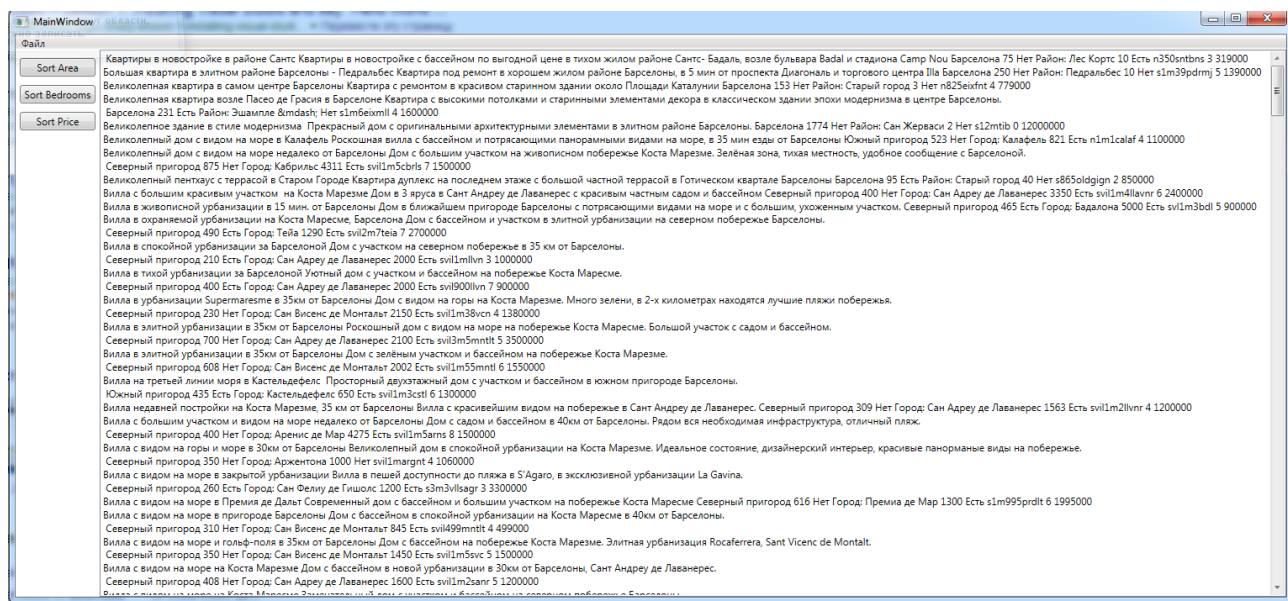 MainWindow
Файл
Sort Area
Sort Bedrooms
Sort Price
Квартиры в новостройке в районе Сантс Квартиры в новостройке с бассейном по выгодной цене в тихом жилом районе Сантс- Бадаль, возле бульвара Badal и стадиона Camp Nou Барселона 75 Нет Район: Лес Кортс 10 Есть n350sntbns 3 319000
Большая квартира в элитном районе Барселоны - Педральбес Квартира под ремонт в хорошем жилом районе Барселоны, в 5 мин от проспекта Диагональ и торгового центра Illa Барселона 250 Нет Район: Педральбес 10 Нет s1m39pdrmj 5 1390000
Великолепная квартира в самом центре Барселоны Квартира с ремонтом в красивом старинном здании около Площади Каталунии Барселона 153 Нет Район: Старый город 3 Нет n825eixfnt 4 779000
Великолепная квартира возле Пасео де Грасия в Барселоне Квартира с высокими потолками и старинными элементами декора в классическом здании эпохи модернизма в центре Барселоны.
Барселона 231 Есть Район: Эшампле &mdash; Нет s1m6eixmll 4 1600000
Великолепное здание в стиле модернизма Прекрасный дом с оригинальными архитектурными элементами в элитном районе Барселоны. Барселона 1774 Нет Район: Сан Жерваси 2 Нет s12mtib 0 12000000
Великолепный дом с видом на море в Калафель Роскошная вилла с бассейном и потрясающими панорамными видами на море, в 35 мин езды от Барселоны Южный пригород 523 Нет Город: Калафель 821 Есть n1m1calaf 4 1100000
Великолепный дом с видом на море недалеко от Барселоны Дом с большим участком на живописном побережье Коста Марезме. Зелёная зона, тихая местность, удобное сообщение с Барселоной.
Северный пригород 875 Нет Город: Кабрильс 4311 Есть svil1m5cbrls 7 1500000
Великолепный пентхаус с террасой в Старом Городе Квартира дуплекс на последнем этаже с большой частной террасой в Готическом квартале Барселоны Барселона 95 Есть Район: Старый город 40 Нет s865oldgign 2 850000
Вилла с большим красивым участком на Коста Марезме Дом в 3 яруса в Сант Андреу де Лаванерес с красивым частным садом и бассейном Северный пригород 400 Нет Город: Сан Адреу де Лаванерес 3350 Есть svil1m4llavnr 6 2400000
Вилла в живописной урбанизации в 15 мин. от Барселоны Дом в ближайшем пригороде Барселоны с потрясающими видами на море и с большым, ухоженным участком. Северный пригород 465 Есть Город: Бадалона 5000 Есть svl1m3bdl 5 900000
Вилла в охраняемой урбанизации на Коста Маресме, Барселона Дом с бассейном и участком в элитной урбанизации на северном побережье Барселоны.
Северный пригород 490 Есть Город: Тейа 1290 Есть svil2m7teia 7 2700000
Вилла в спокойной урбанизации за Барселоной Дом с участком на северном побережье в 35 км от Барселоны.
Северный пригород 210 Есть Город: Сан Адреу де Лаванерес 2000 Есть svil1mllvn 3 1000000
Вилла в тихой урбанизации за Барселоной Уютный дом с участком и бассейном на побережье Коста Маресме.
Северный пригород 400 Есть Город: Сан Адреу де Лаванерес 2000 Есть svil900llvn 7 900000
Вилла в урбанизации Supermaresme в 35км от Барселоны Дом с видом на горы на Коста Марезме. Много зелени, в 2-х километрах находятся лучшие пляжи побережья.
Северный пригород 230 Нет Город: Сан Висенс де Монтальт 2150 Есть svil1m38vcn 4 1380000
Вилла в элитной урбанизации в 35км от Барселоны Роскошный дом с видом на море на побережье Коста Маресме. Большой участок с садом и бассейном.
Северный пригород 700 Нет Город: Сан Адреу де Лаванерес 2100 Есть svil3m5mntlt 5 3500000
Вилла в элитной урбанизации в 35км от Барселоны Дом с зелёным участком и бассейном на побережье Коста Марезме.
Северный пригород 608 Нет Город: Сан Висенс де Монтальт 2002 Есть svil1m55mntl 6 1550000
Вилла на третьей линии моря в Кастельдефелс Просторный двухэтажный дом с участком и бассейном в южном пригороде Барселоны.
Южный пригород 435 Есть Город: Кастельдефелс 650 Есть svil1m3cstl 6 1300000
Вилла недавней постройки на Коста Марезме, 35 км от Барселоны Вилла с красивейшим видом на побережье в Сант Андреу де Лаванерес. Северный пригород 309 Нет Город: Сан Адреу де Лаванерес 1563 Есть svil1m2llvnr 4 1200000
Вилла с большим участком и видом на море недалеко от Барселоны Дом с садом и бассейном в 40км от Барселоны. Рядом вся необходимая инфраструктура, отличный пляж.
Северный пригород 400 Нет Город: Аренис де Мар 4275 Есть svil1m5arns 8 1500000
Вилла с видом на горы и море в 30км от Барселоны Великолепный дом в спокойной урбанизации на Коста Марезме. Идеальное состояние, дизайнерский интерьер, красивые панорманые виды на побережье.
Северный пригород 350 Нет Город: Аржентона 1000 Нет svil1margnt 4 1060000
Вилла с видом на море в закрытой урбанизации Вилла в пешей доступности до пляжа в S'Agaro, в эксклюзивной урбанизации La Gavina.
Северный пригород 260 Есть Город: Сан Фелиу де Гишолс 1200 Есть s3m3vllsagr 3 3300000
Вилла с видом на море в Премия де Дальт Современный дом с бассейном и большим участком на побережье Коста Маресме Северный пригород 616 Нет Город: Премиа де Мар 1300 Есть s1m995prdlt 6 1995000
Вилла с видом на море в пригороде Барселоны Дом с бассейном в спокойной урбанизации на Коста Маресме в 40км от Барселоны.
Северный пригород 310 Нет Город: Сан Висенс де Монтальт 845 Есть svil499mntlt 4 499000
Вилла с видом на море и гольф-поля в 35км от Барселоны Дом с бассейном на побережье Коста Марезме. Элитная урбанизация Rocaferrera, Sant Vicenc de Montalt.
Северный пригород 350 Нет Город: Сан Висенс де Монтальт 1450 Есть svil1m5svc 5 1500000
Вилла с видом на море на Коста Марезме Дом с бассейном в новой урбанизации в 30км от Барселоны, Сант Андреу де Лаванерес.
Северный пригород 408 Нет Город: Сан Адреу де Лаванерес 1600 Есть svil1m2sanr 5 1200000